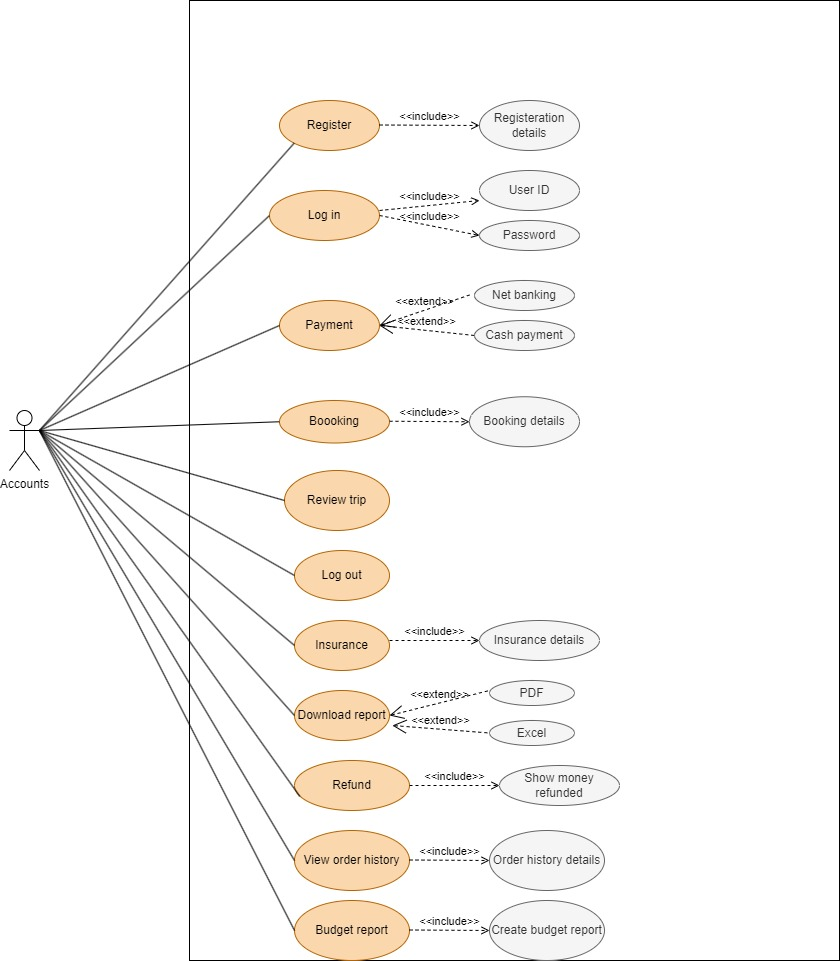 Register
<<include>>
Registeration
details
Log in
<<include>>
User ID
<<include>>
Password
Payment
<<extend>>
Net banking
<<extend>>
Cash payment
Boooking
<<include>>
Booking details
Accounts
Review trip
Log out
Insurance
<<include>>
Insurance details
Download report
<<extend>>
PDF
<<extend>>
Excel
Refund
<<include>>
Show money
refunded
View order history
<<include>>
Order history details
Budget report
<<include>>
Create budget report